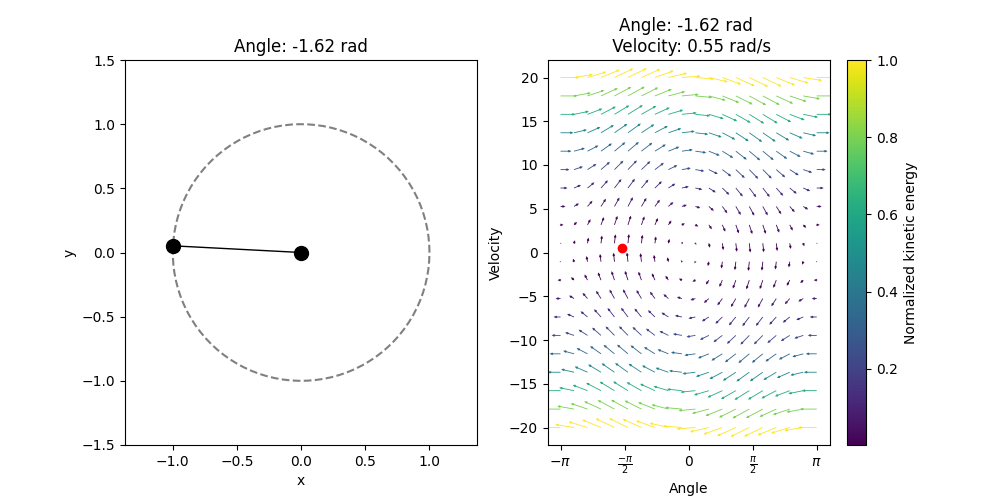 Angle: -1.62 rad
1.5
1.0
0.5
0.0
−0.5
−1.0
−1.5
y
−1.0 −0.5 0.0 0.5 1.0
x
Angle: -1.62 rad
Velocity: 0.55 rad/s
20
15
10
5
0
−5
−10
−15
−20
Velocity
−π −π/2 0 π/2 π
Angle
1.0
0.8
0.6
0.4
0.2
Normalized kinetic energy